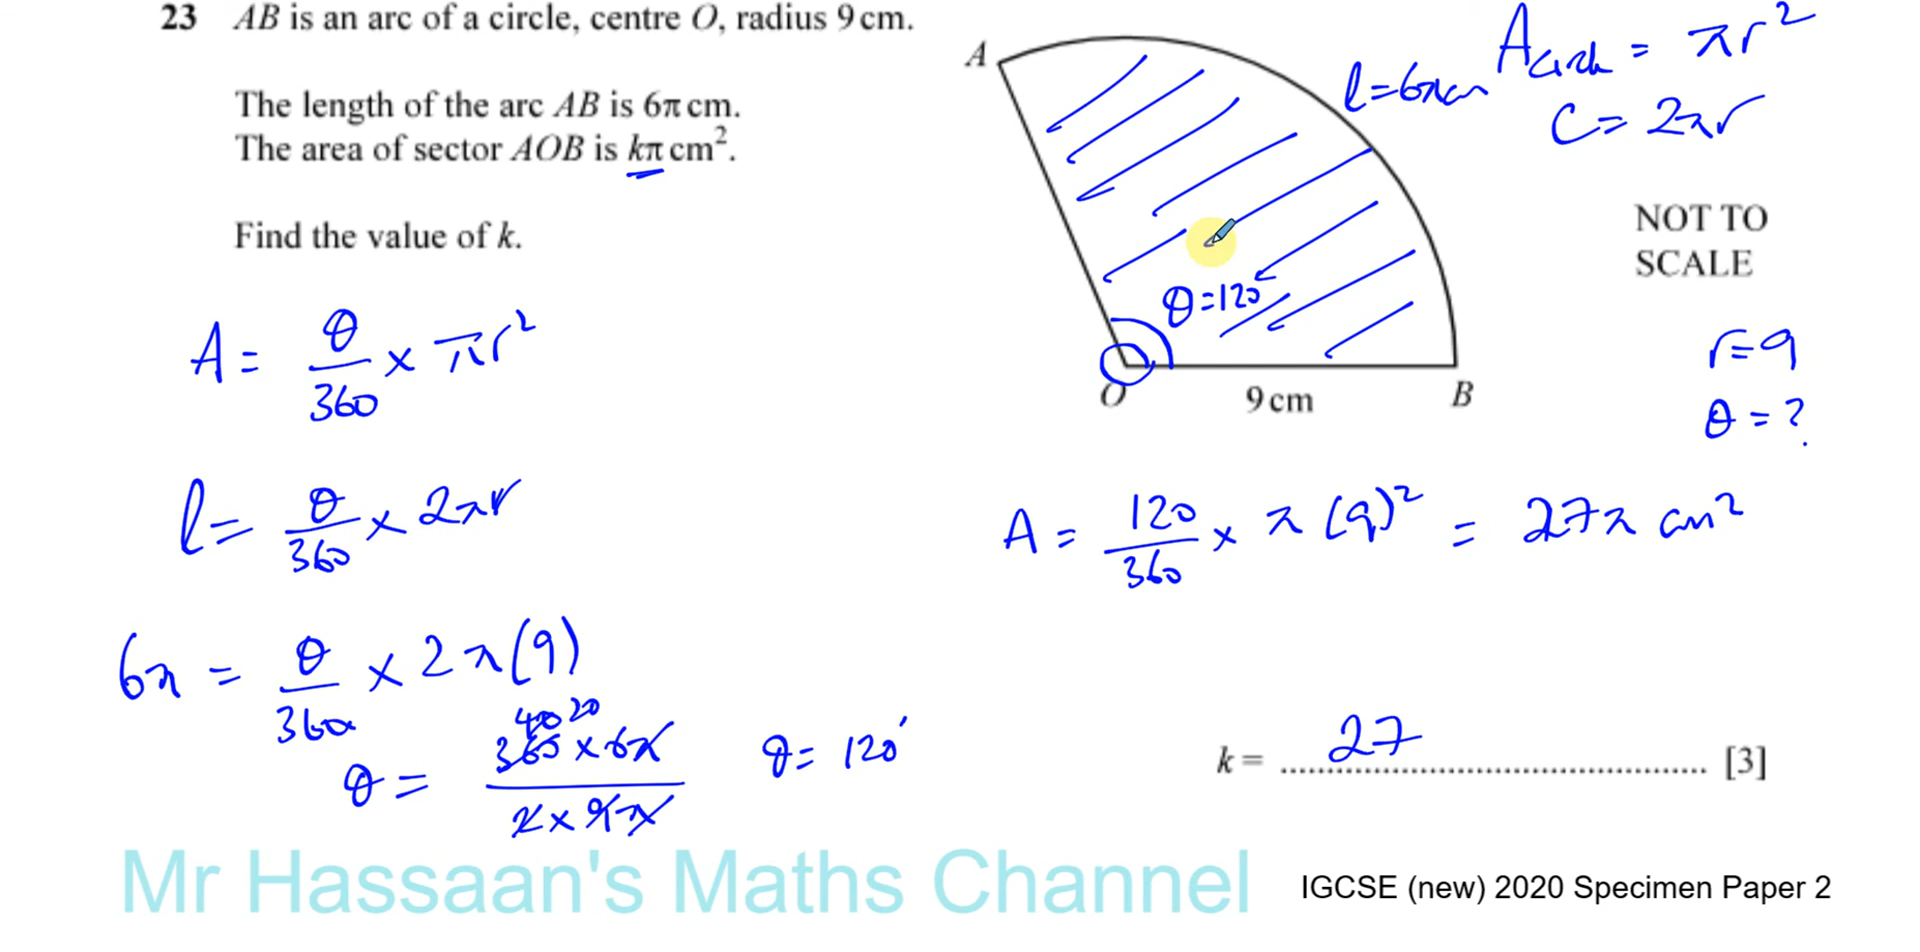 23 AB is an arc of a circle, centre O, radius 9 cm.
The length of the arc AB is 6π cm.
The area of sector AOB is kπ cm².
Find the value of k.
A
l=6πcm
A = πr²
C = 2πr
NOT TO
SCALE
θ=120
O
9 cm
B
r=9
θ = ?
A = θ/360 × πr²
l = θ/360 × 2πr
6π = θ/360 × 2π(9)
40 20
θ = 360 × 6π / 2 × 9π
θ = 120°
A = 120/360 × π (9)² = 27π cm²
k = 27 [3]
Mr Hassaan's Maths Channel
IGCSE (new) 2020 Specimen Paper 2